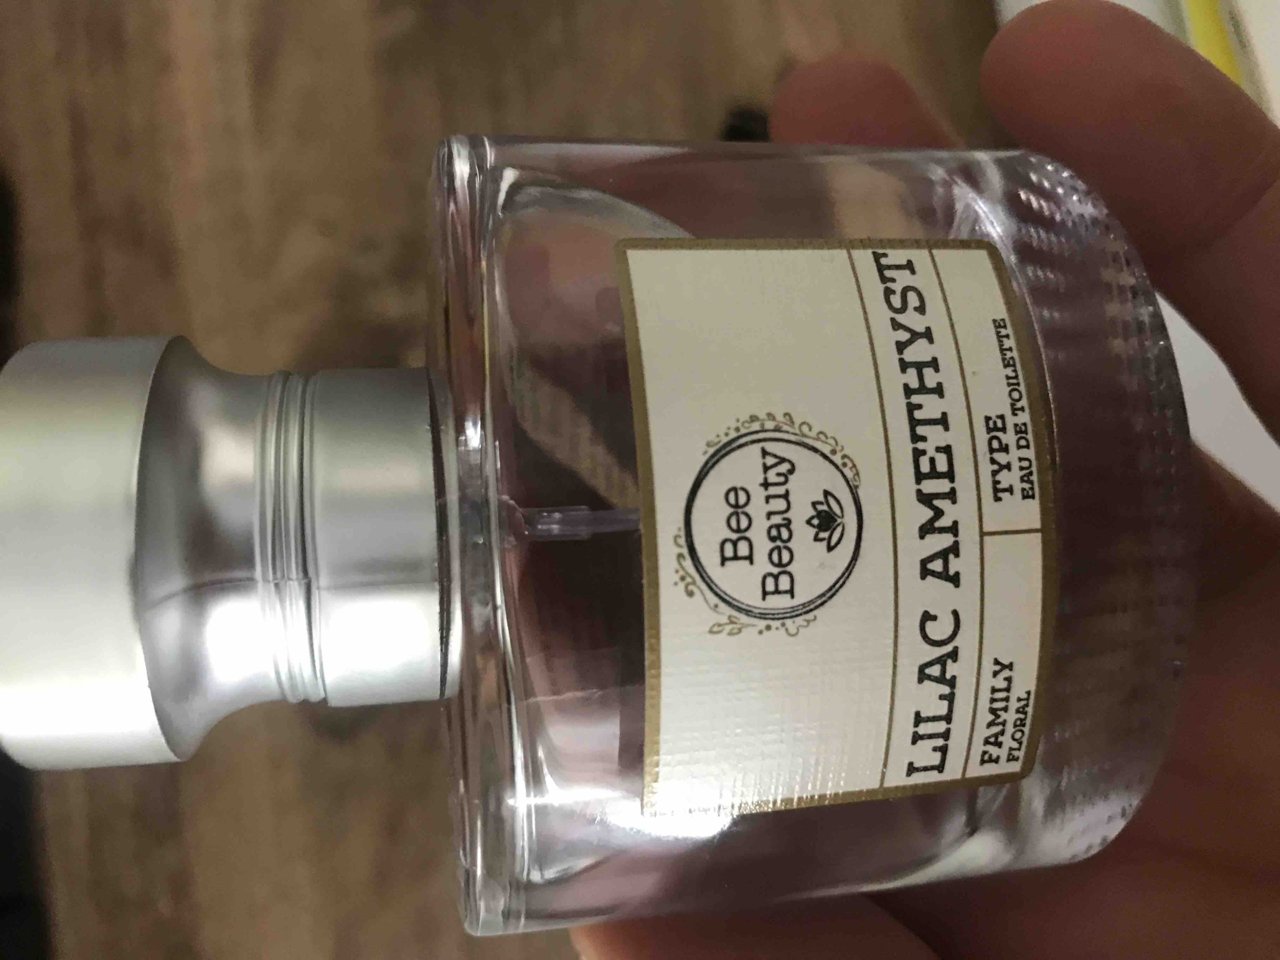 Bee
Beauty
LILAC AMETHYST
FAMILY
FLORAL
TYPE
EAU DE TOILETTE